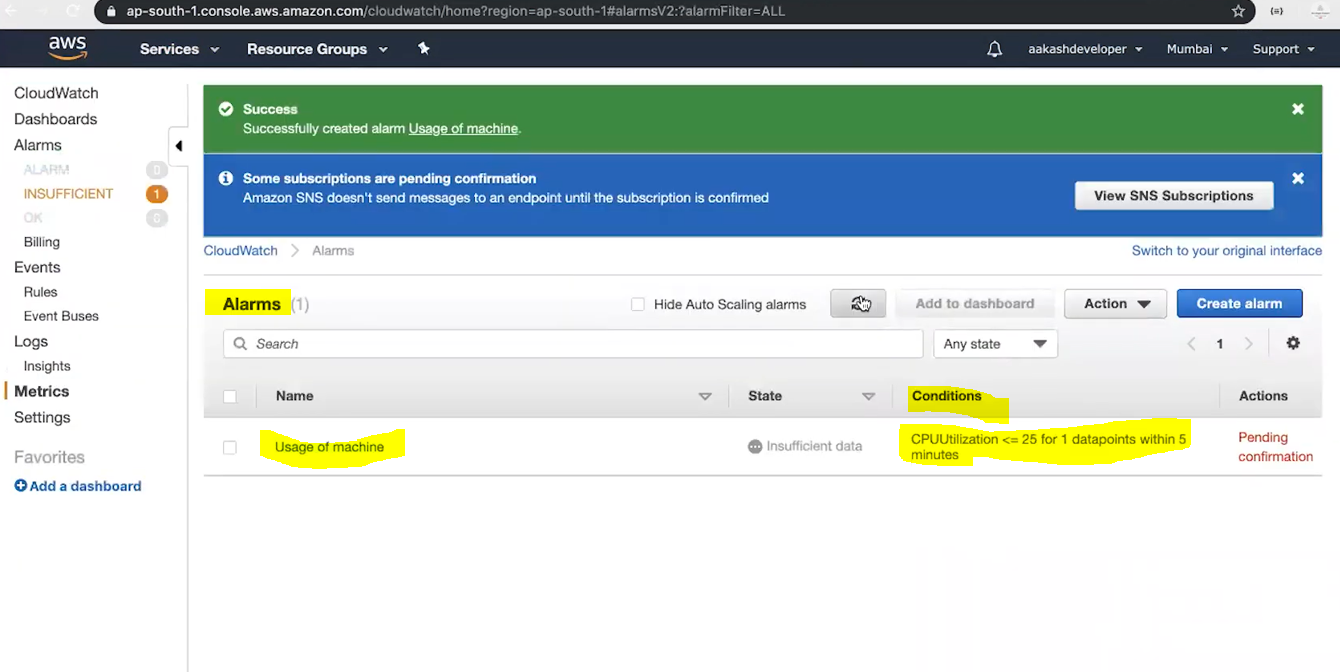 ap-south-1.console.aws.amazon.com/cloudwatch/home?region=ap-south-1#alarmsV2:?alarmFilter=ALL
aws Services Resource Groups aakashdeveloper Mumbai Support
CloudWatch
Dashboards
Alarms
ALARM 0
INSUFFICIENT 1
OK 0
Billing
Events
Rules
Event Buses
Logs
Insights
Metrics
Settings
Favorites
Add a dashboard
Success
Successfully created alarm Usage of machine.
Some subscriptions are pending confirmation
Amazon SNS doesn't send messages to an endpoint until the subscription is confirmed
View SNS Subscriptions
CloudWatch Alarms
Switch to your original interface
Alarms (1)
Hide Auto Scaling alarms
Add to dashboard
Action
Create alarm
Search
Any state
1
Name State Conditions Actions
Usage of machine
Insufficient data
CPUUtilization <= 25 for 1 datapoints within 5
minutes
Pending
confirmation